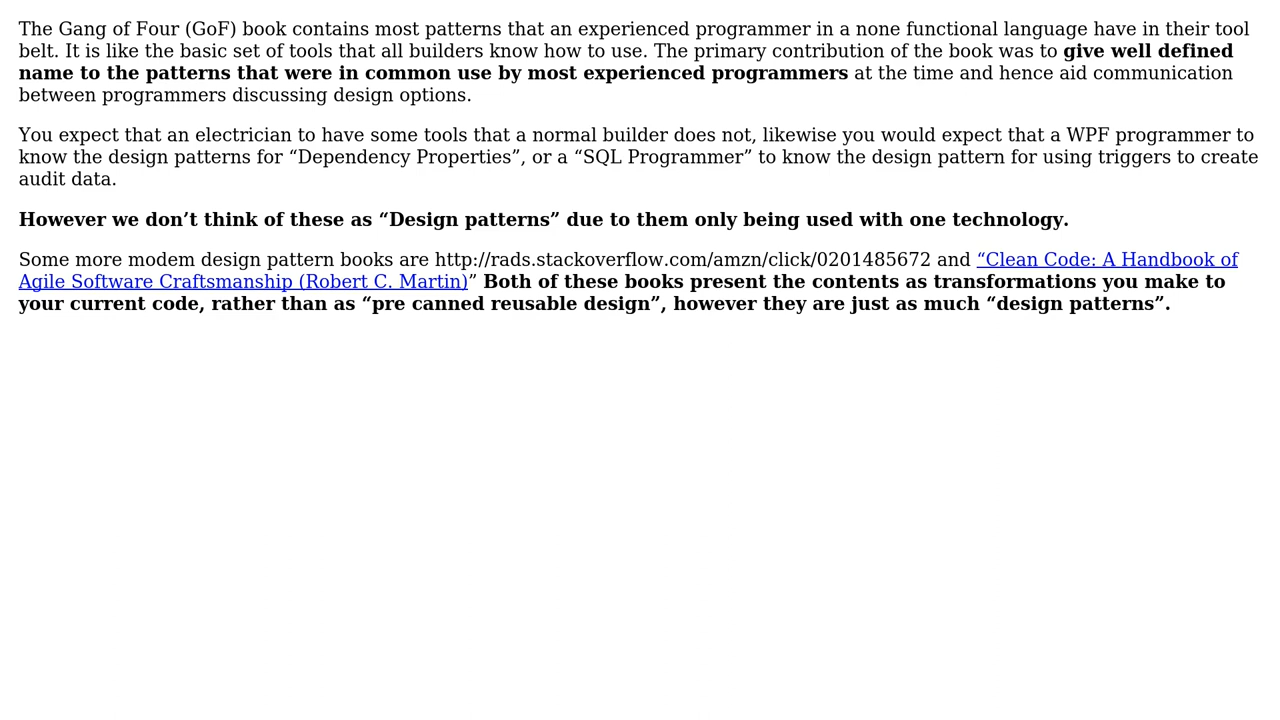 The Gang of Four (GoF) book contains most patterns that an experienced programmer in a none functional language have in their tool
belt. It is like the basic set of tools that all builders know how to use. The primary contribution of the book was to give well defined
name to the patterns that were in common use by most experienced programmers at the time and hence aid communication
between programmers discussing design options.
You expect that an electrician to have some tools that a normal builder does not, likewise you would expect that a WPF programmer to
know the design patterns for “Dependency Properties”, or a “SQL Programmer” to know the design pattern for using triggers to create
audit data.
However we don’t think of these as “Design patterns” due to them only being used with one technology.
Some more modem design pattern books are http://rads.stackoverflow.com/amzn/click/0201485672 and “Clean Code: A Handbook of
Agile Software Craftsmanship (Robert C. Martin)” Both of these books present the contents as transformations you make to
your current code, rather than as “pre canned reusable design”, however they are just as much “design patterns”.